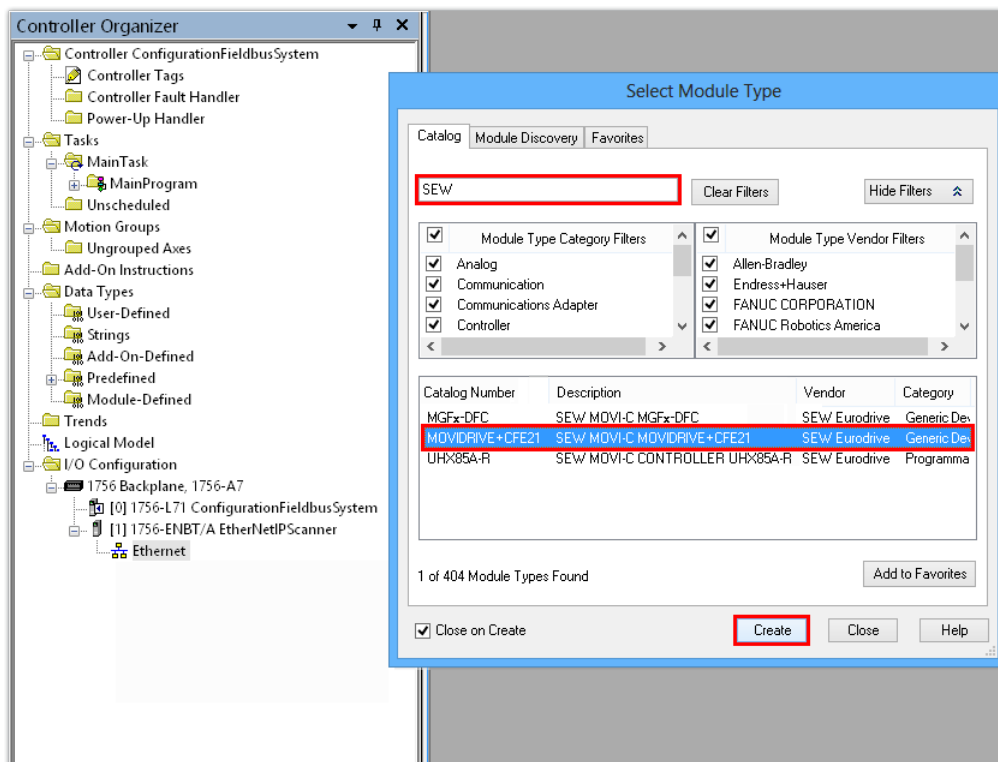 Controller Organizer
Controller ConfigurationFieldbusSystem
Controller Tags
Controller Fault Handler
Power-Up Handler
Tasks
MainTask
MainProgram
Unscheduled
Motion Groups
Ungrouped Axes
Add-On Instructions
Data Types
User-Defined
Strings
Add-On-Defined
Predefined
Module-Defined
Trends
Logical Model
I/O Configuration
1756 Backplane, 1756-A7
[0] 1756-L71 ConfigurationFieldbusSystem
[1] 1756-ENBT/A EtherNetIPScanner
Ethernet
Select Module Type
Catalog Module Discovery Favorites
SEW Clear Filters Hide Filters
Module Type Category Filters
Analog
Communication
Communications Adapter
Controller
Module Type Vendor Filters
Allen-Bradley
Endress+Hauser
FANUC CORPORATION
FANUC Robotics America
Catalog Number Description Vendor Category
MGFx-DFC SEW MOVI-C MGFx-DFC SEW Eurodrive Generic Dev
MOVIDRIVE+CFE21 SEW MOVI-C MOVIDRIVE+CFE21 SEW Eurodrive Generic Dev
UHX85A-R SEW MOVI-C CONTROLLER UHX85A-R SEW Eurodrive Programma
1 of 404 Module Types Found Add to Favorites
Close on Create Create Close Help